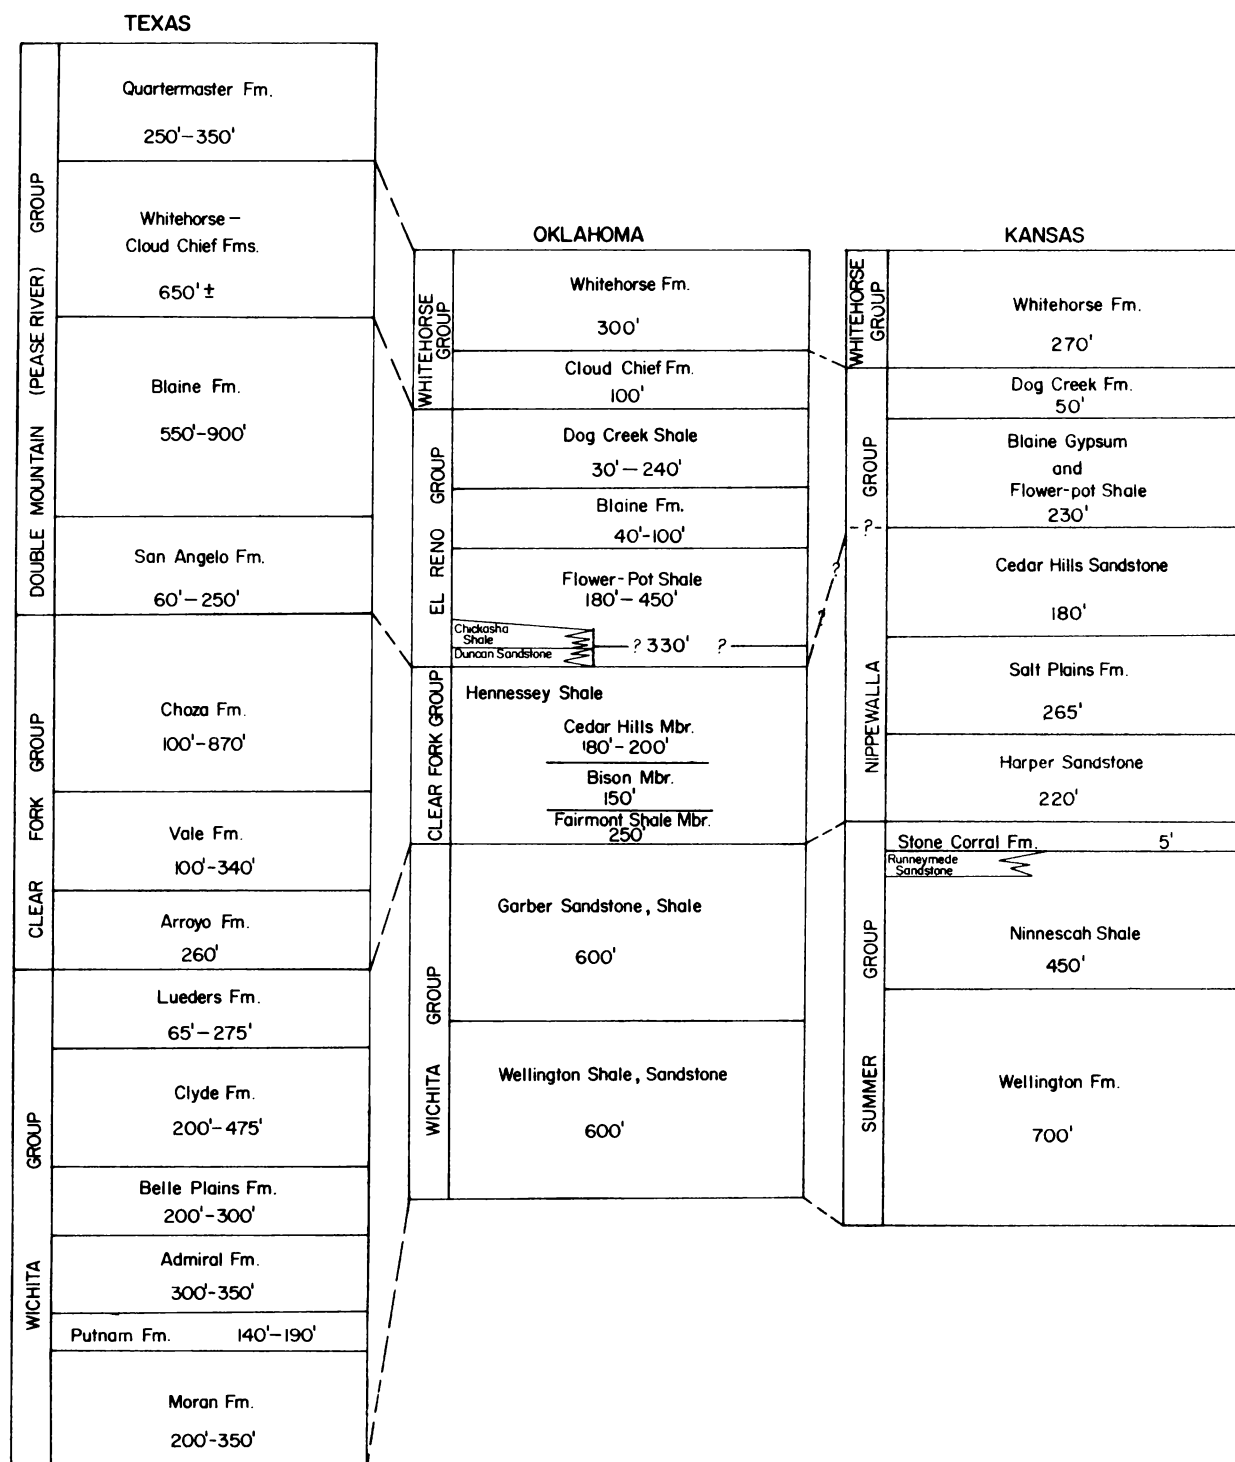 TEXAS
DOUBLE MOUNTAIN (PEASE RIVER) GROUP
Quartermaster Fm.
250'-350'
Whitehorse –
Cloud Chief Fms.
650' ±
Blaine Fm.
550'-900'
San Angelo Fm.
60'-250'
CLEAR FORK GROUP
Choza Fm.
100'-870'
Vale Fm.
100'-340'
Arroyo Fm.
260'
WICHITA GROUP
Lueders Fm.
65'-275'
Clyde Fm.
200'-475'
Belle Plains Fm.
200'-300'
Admiral Fm.
300'-350'
Putnam Fm. 140'-190'
Moran Fm.
200'-350'
OKLAHOMA
WHITEHORSE
GROUP
Whitehorse Fm.
300'
Cloud Chief Fm.
100'
EL RENO GROUP
Dog Creek Shale
30'-240'
Blaine Fm.
40'-100'
Flower-Pot Shale
180'-450'
Chickasha
Shale
Duncan Sandstone
? 330' ?
CLEAR FORK GROUP
Hennessey Shale
Cedar Hills Mbr.
180'-200'
Bison Mbr.
150'
Fairmont Shale Mbr.
250'
WICHITA GROUP
Garber Sandstone, Shale
600'
Wellington Shale, Sandstone
600'
? ?
KANSAS
WHITEHORSE
GROUP
Whitehorse Fm.
270'
NIPPEWALLA -?- GROUP
Dog Creek Fm.
50'
Blaine Gypsum
and
Flower-pot Shale
230'
Cedar Hills Sandstone
180'
Salt Plains Fm.
265'
Harper Sandstone
220'
SUMMER GROUP
Stone Corral Fm. 5'
Runneymede
Sandstone
Ninnescah Shale
450'
Wellington Fm.
700'